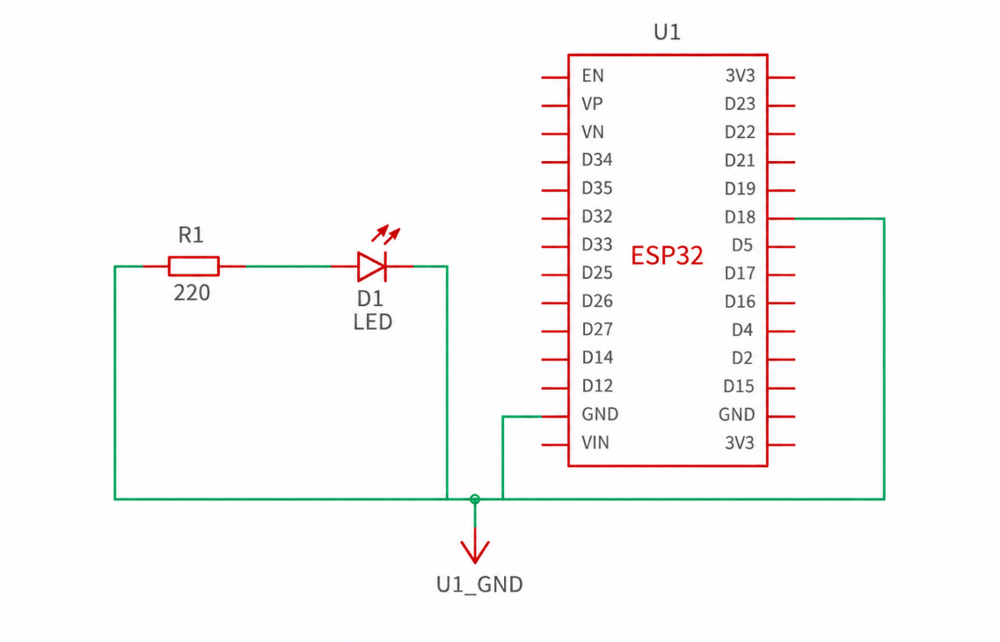 U1
EN 3V3
VP D23
VN D22
D34 D21
D35 D19
D32 D18
D33 D5
ESP32
D25 D17
D26 D16
D27 D4
D14 D2
D12 D15
GND GND
VIN 3V3
R1
220
D1
LED
U1_GND